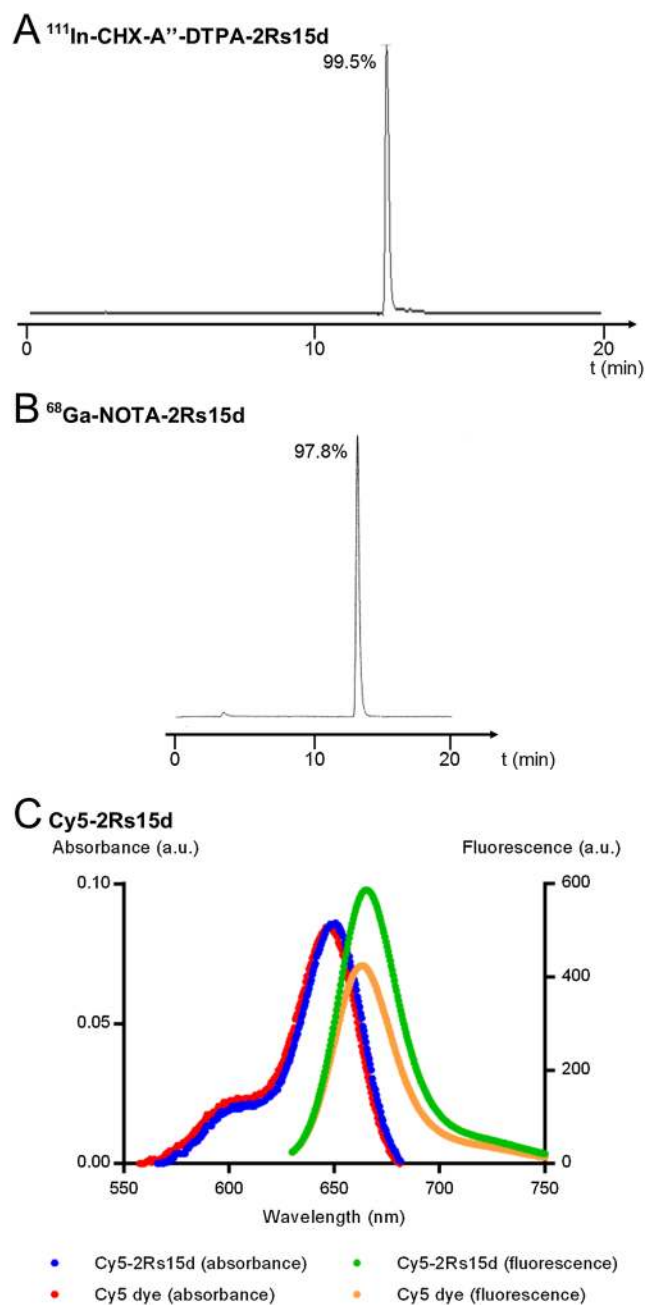 A ¹¹¹In-CHX-A’’-DTPA-2Rs15d
99.5%
0 10 20
t (min)
B ⁶⁸Ga-NOTA-2Rs15d
97.8%
0 10 20
t (min)
C Cy5-2Rs15d
Absorbance (a.u.) Fluorescence (a.u.)
0.10 600
400
0.05
200
0.00 0
550 600 650 700 750
Wavelength (nm)
Cy5-2Rs15d (absorbance) Cy5-2Rs15d (fluorescence)
Cy5 dye (absorbance) Cy5 dye (fluorescence)